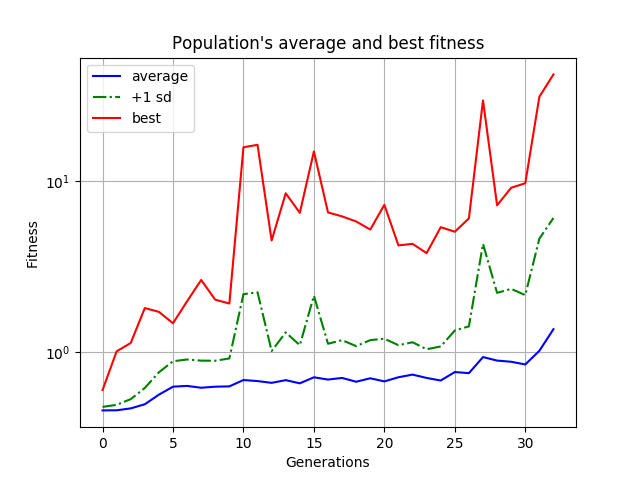 Population's average and best fitness
average
+1 sd
best
10¹
10⁰
Fitness
0 5 10 15 20 25 30
Generations